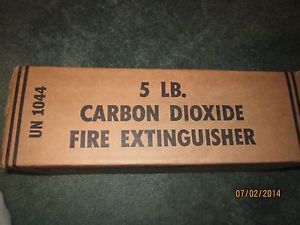 UN 1044
5 LB.
CARBON DIOXIDE
FIRE EXTINGUISHER
07/02/2014